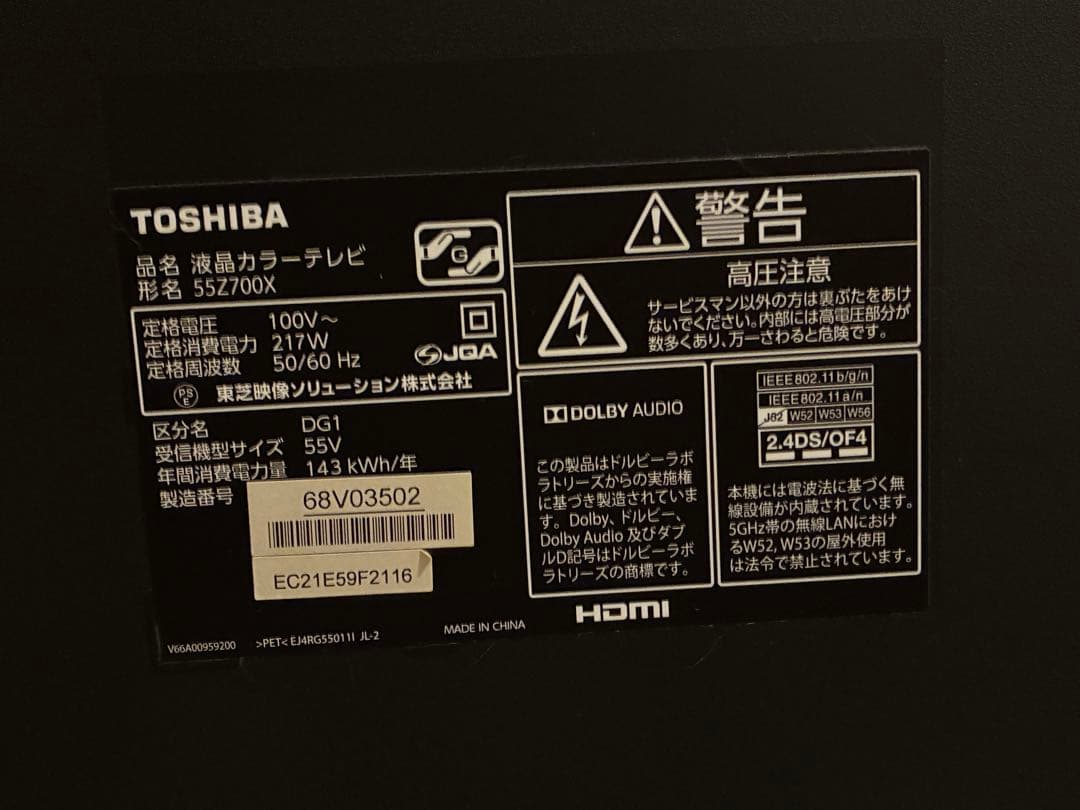 TOSHIBA
品名 液晶カラーテレビ
形名 55Z700X
G
定格電圧 100V～
定格消費電力 217W
定格周波数 50/60 Hz
JQA
PS
E
東芝映像ソリューション株式会社
区分名 DG1
受信機型サイズ 55V
年間消費電力量 143 kWh/年
製造番号
68V03502
EC21E59F2116
V66A00959200 >PET< EJ4RG55011I JL-2
MADE IN CHINA
警告
高圧注意
サービスマン以外の方は裏ぶたをあけ
ないでください。内部には高電圧部分が
数多くあり、万一さわると危険です。
DOLBY AUDIO
この製品はドルビーラボ
ラトリーズからの実施権
に基づき製造されていま
す。Dolby、ドルビー、
Dolby Audio 及びダブ
ルD記号はドルビーラボ
ラトリーズの商標です。
HDMI
IEEE802.11b/g/n
IEEE802.11a/n
J52 W52 W53 W56
2.4DS/OF4
本機には電波法に基づく無
線設備が内蔵されています。
5GHz帯の無線LANにおけ
るW52, W53の屋外使用
は法令で禁止されています。